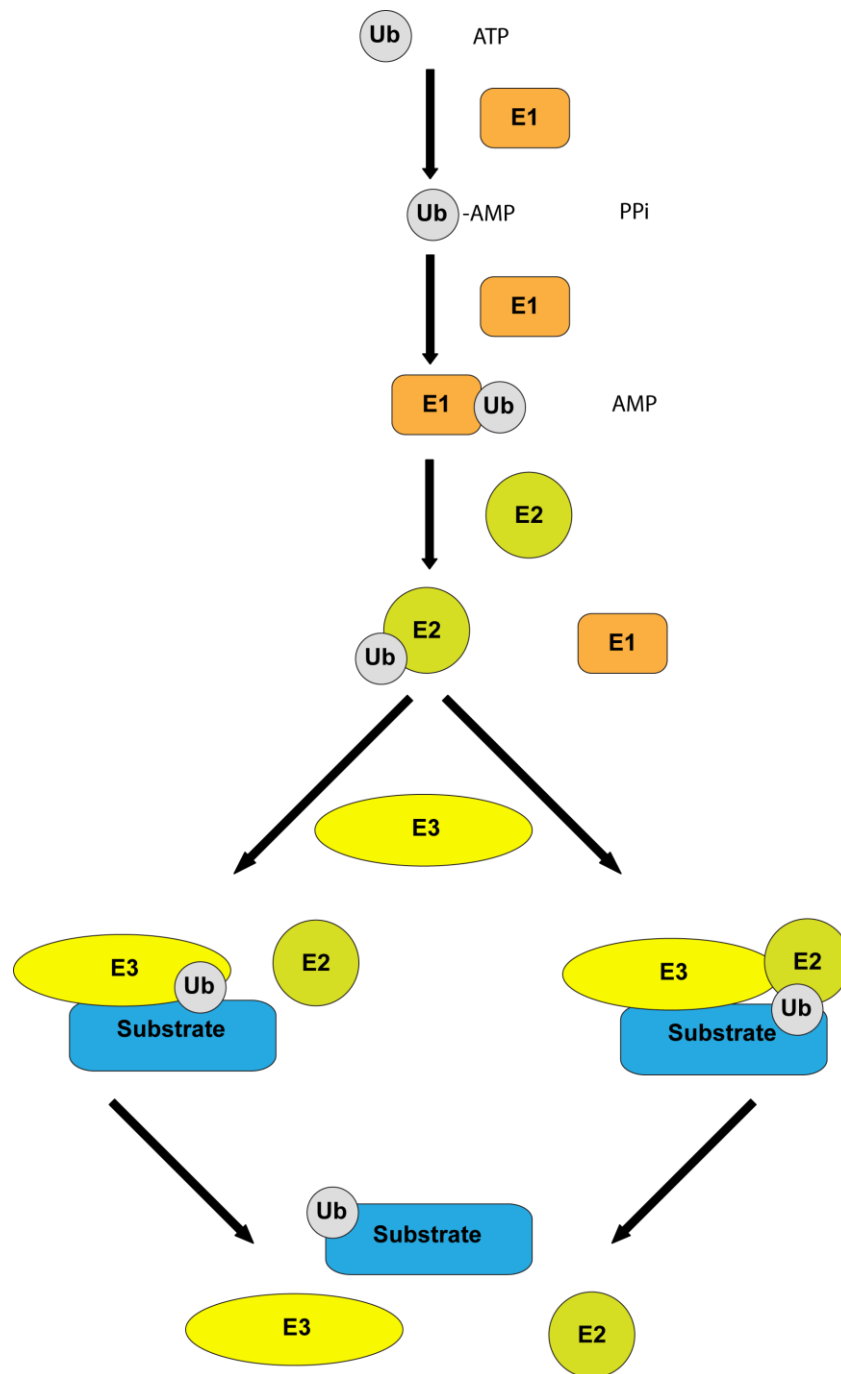 Ub ATP
E1
Ub -AMP PPi
E1
E1 Ub AMP
E2
E2
Ub E1
E3
E3 E2 E3 E2
Ub Ub
Substrate Substrate
Ub
Substrate
E3 E2